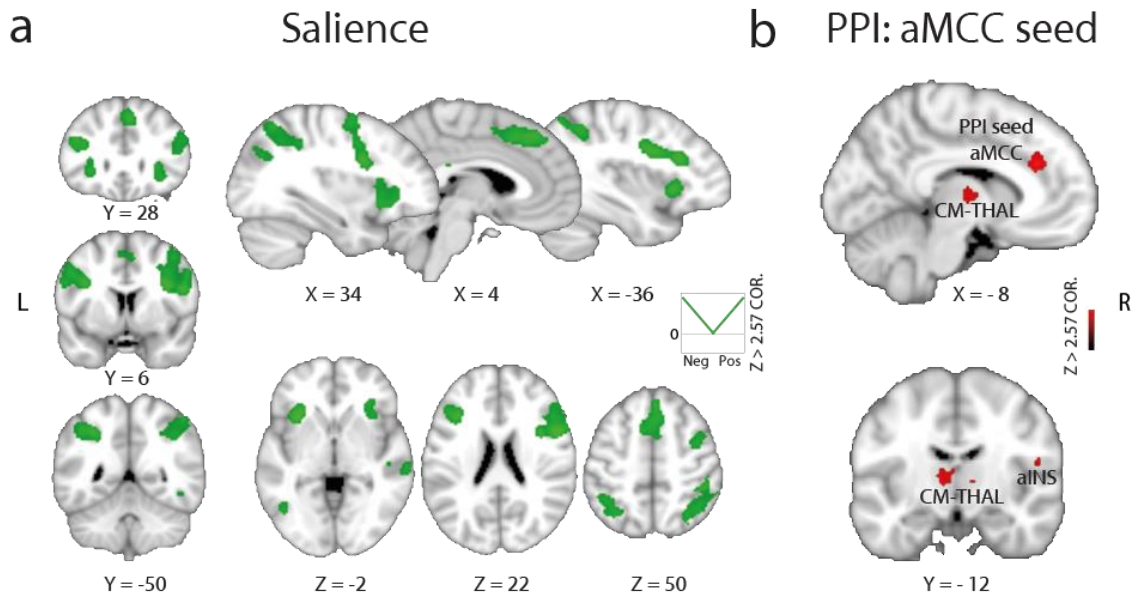 a
Salience
b
PPI: aMCC seed
Y = 28
PPI seed
aMCC
CM-THAL
L
X = 34
X = 4
X = -36
X = - 8
R
0
Neg Pos
Z > 2.57 COR.
Z > 2.57 COR.
Y = 6
aINS
CM-THAL
Y = -50
Z = -2
Z = 22
Z = 50
Y = - 12